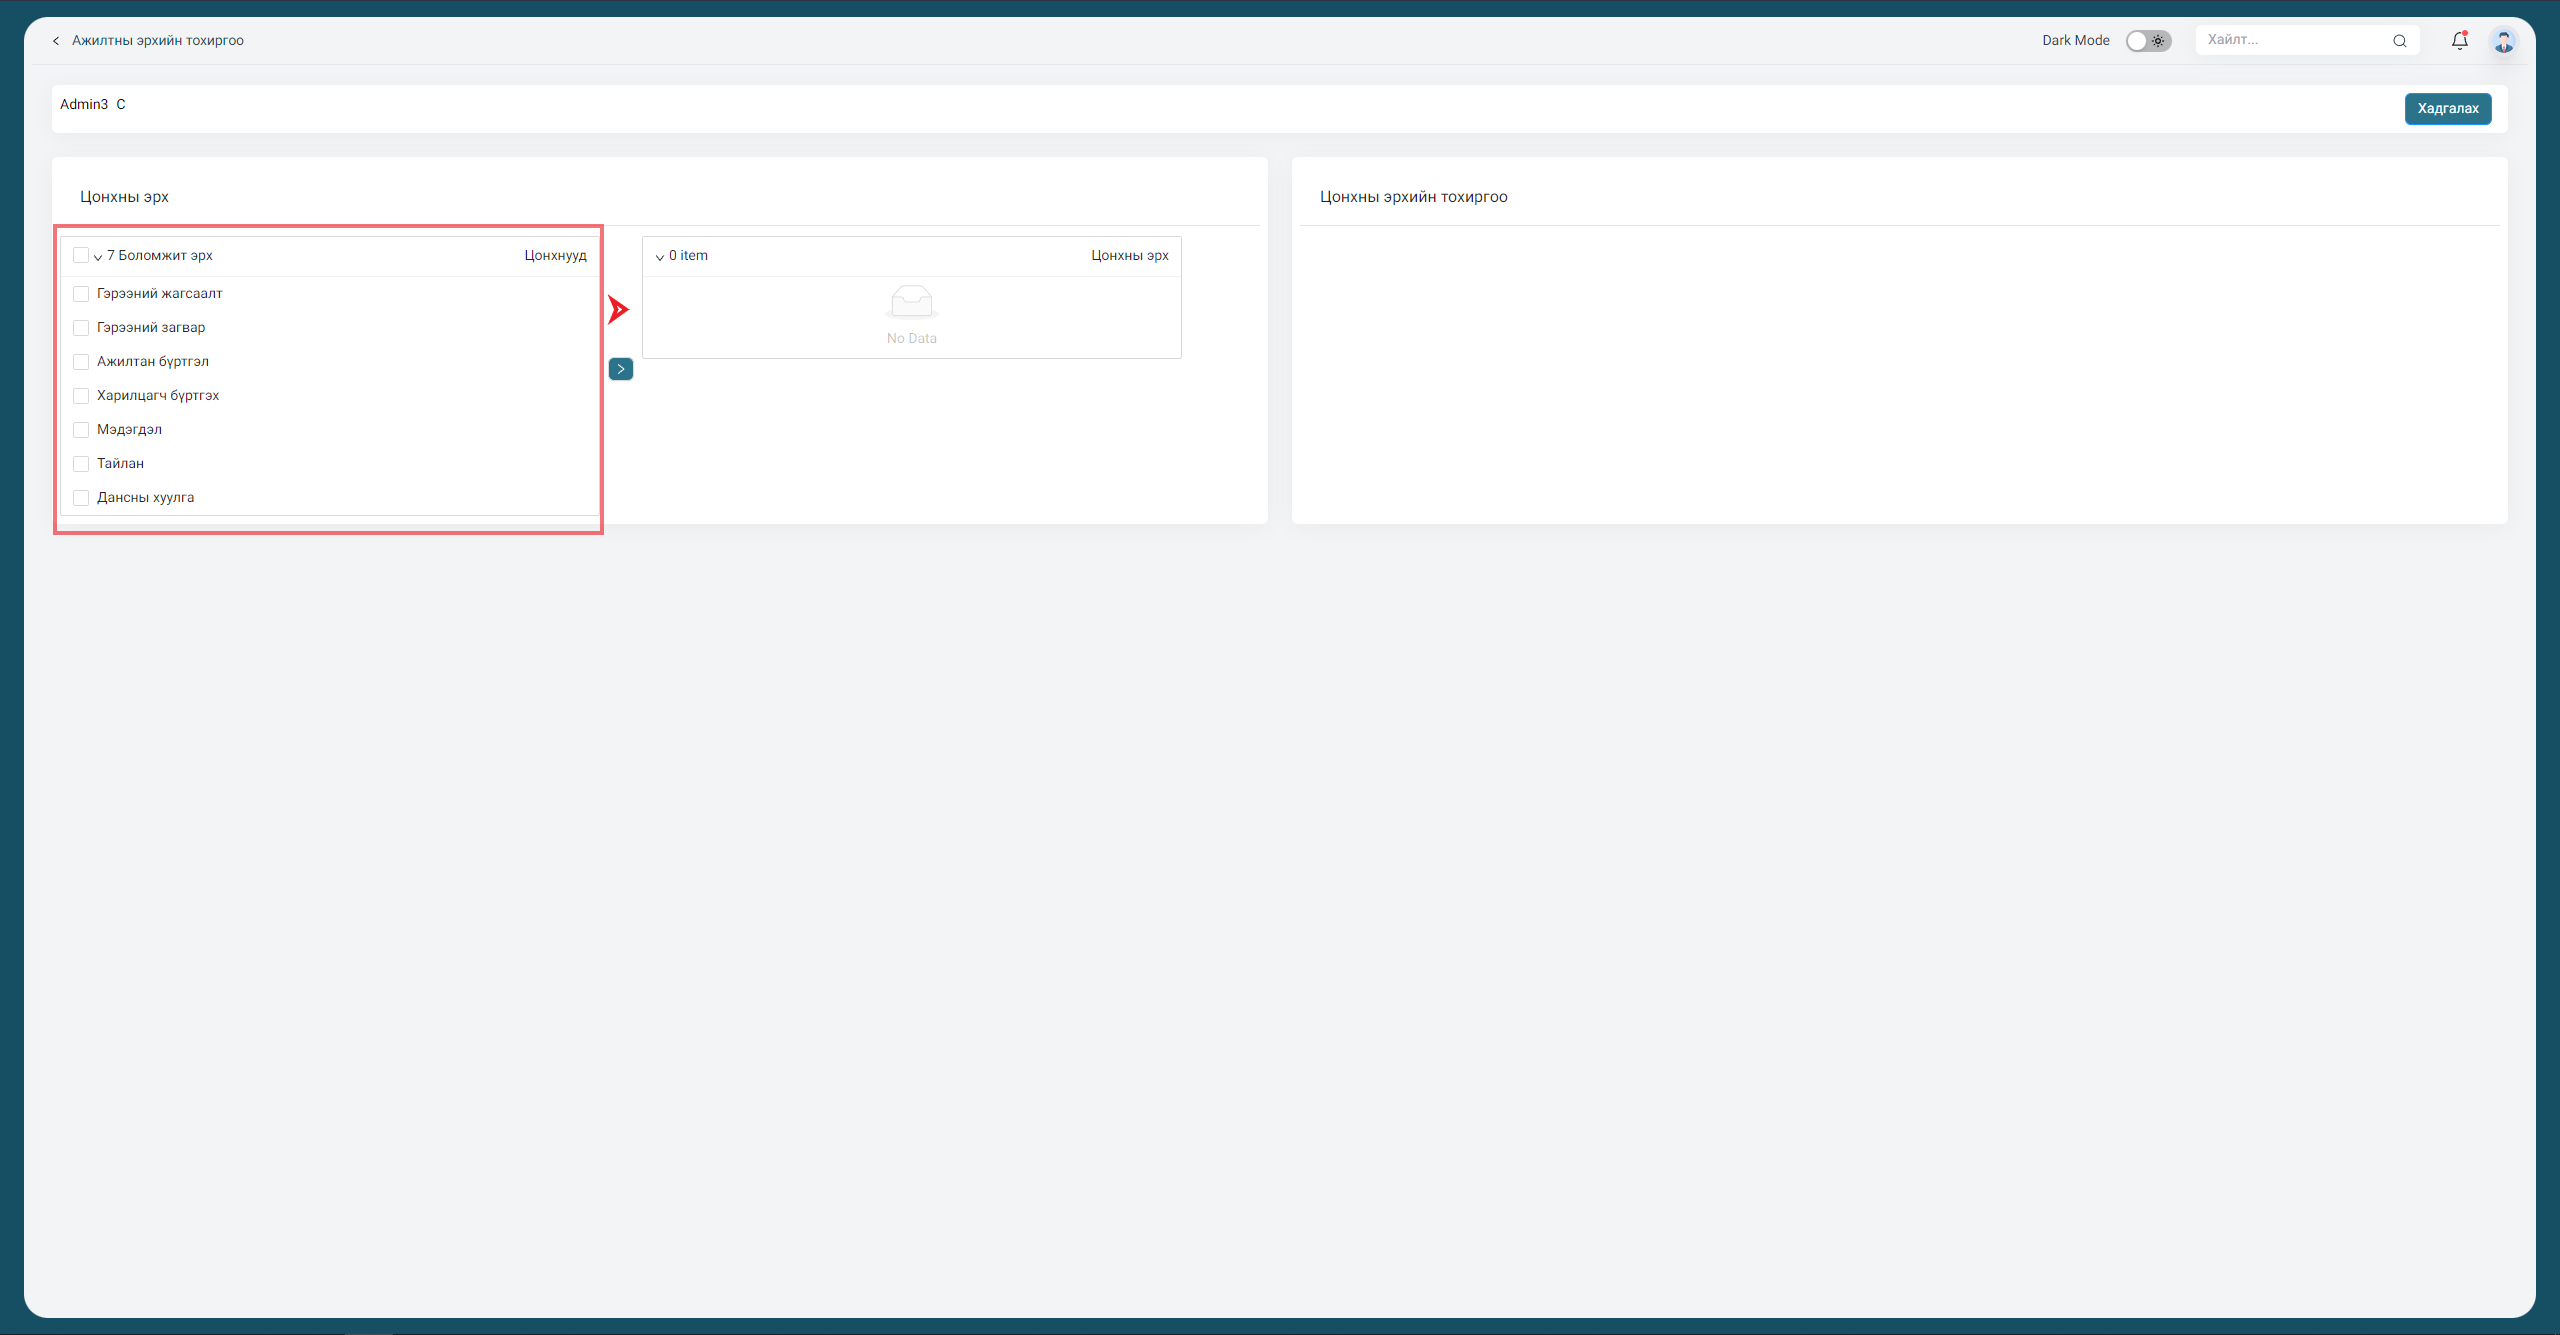 Ажилтны эрхийн тохиргоо
Dark Mode
Хайлт...
Admin3 C
Хадгалах
Цонхны эрх
7 Боломжит эрх Цонхнууд
Гэрээний жагсаалт
Гэрээний загвар
Ажилтан бүртгэл
Харилцагч бүртгэх
Мэдэгдэл
Тайлан
Дансны хуулга
0 item Цонхны эрх
No Data
Цонхны эрхийн тохиргоо